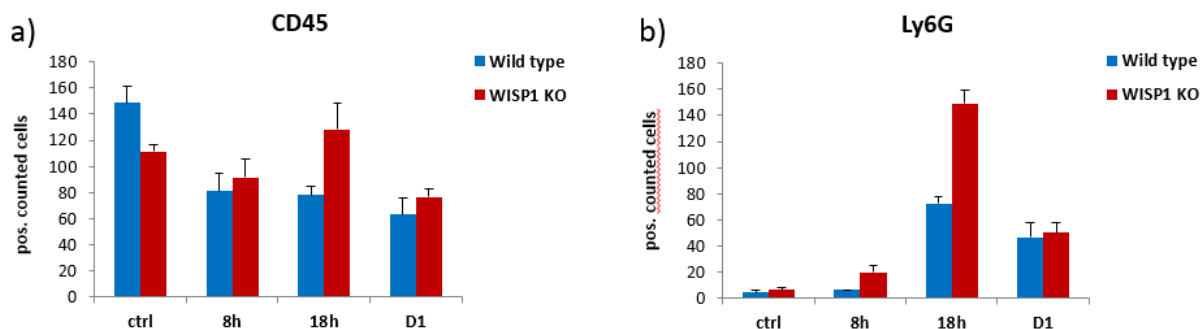 a)
CD45
pos. counted cells
180
160
140
120
100
80
60
40
20
0
ctrl
8h
18h
D1
Wild type
WISP1 KO
b)
Ly6G
pos. counted cells
180
160
140
120
100
80
60
40
20
0
ctrl
8h
18h
D1
Wild type
WISP1 KO